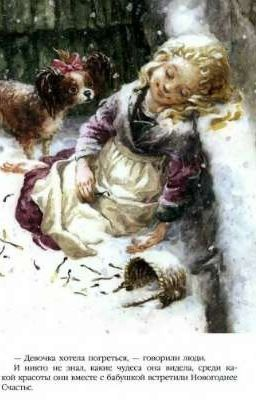 — Девочка хотела погреться, — говорили люди.
И никто не знал, какие чудеса она видела, среди ка-
кой красоты они вместе с бабушкой встретили Новогоднее
Счастье.